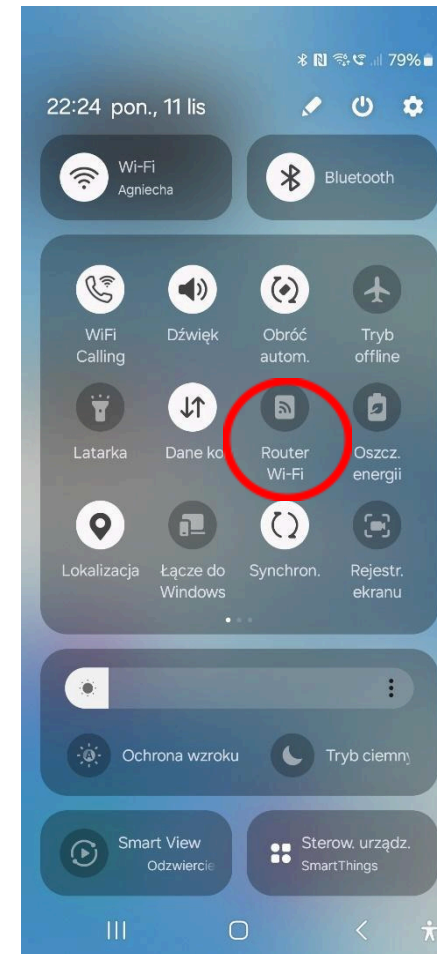 79%
22:24 pon., 11 lis
Wi-Fi
Agniecha
Bluetooth
WiFi
Calling
Dźwięk
Obróć
autom.
Tryb
offline
Latarka
Dane ko
Router
Wi-Fi
Oszcz.
energii
Lokalizacja
Łącze do
Windows
Synchron.
Rejestr.
ekranu
Ochrona wzroku
Tryb ciemny
Smart View
Odzwiercie
Sterow. urządz.
SmartThings